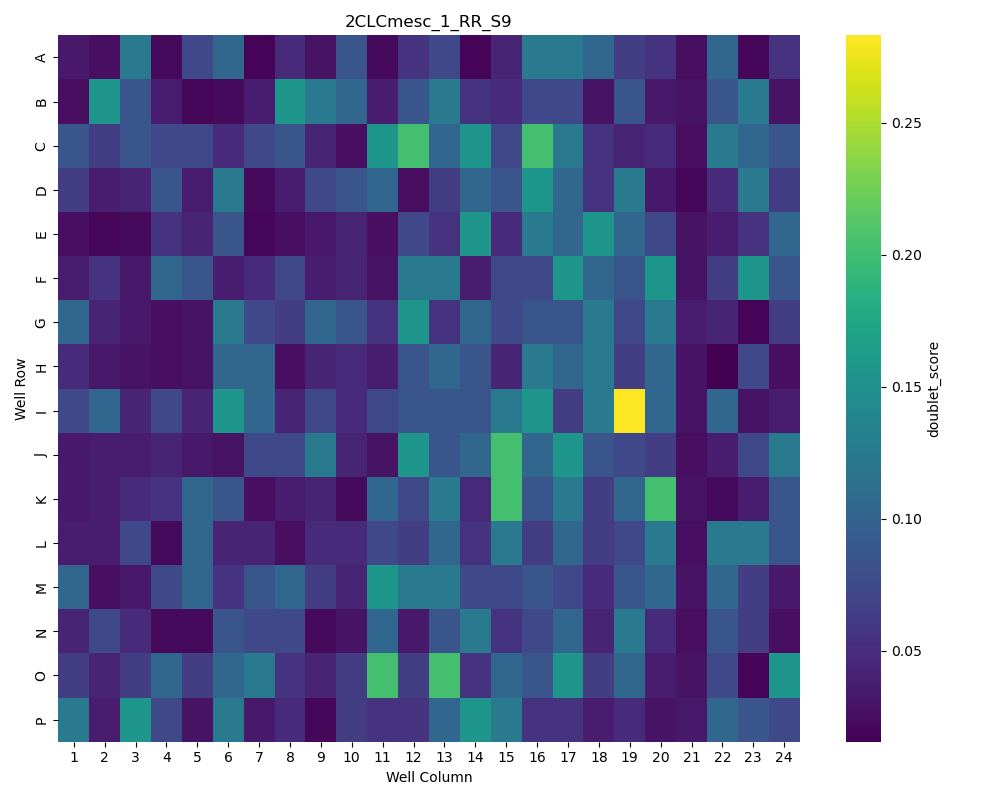 2CLCmesc_1_RR_S9
A
B
C
D
E
F
G
H
I
J
K
L
M
N
O
P
Well Row
1 2 3 4 5 6 7 8 9 10 11 12 13 14 15 16 17 18 19 20 21 22 23 24
Well Column
0.25
0.20
0.15
0.10
0.05
doublet_score